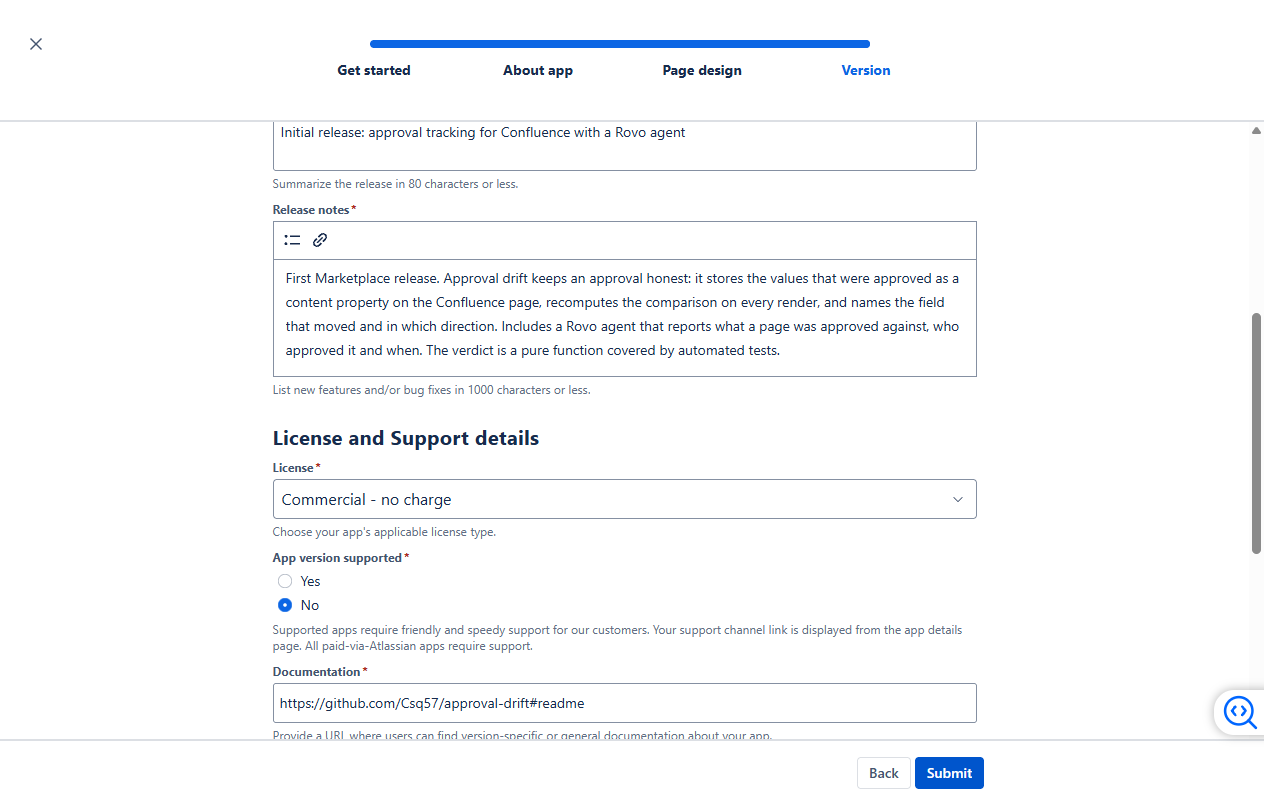 Get started
About app
Page design
Version
Initial release: approval tracking for Confluence with a Rovo agent
Summarize the release in 80 characters or less.
Release notes*
First Marketplace release. Approval drift keeps an approval honest: it stores the values that were approved as a
content property on the Confluence page, recomputes the comparison on every render, and names the field
that moved and in which direction. Includes a Rovo agent that reports what a page was approved against, who
approved it and when. The verdict is a pure function covered by automated tests.
List new features and/or bug fixes in 1000 characters or less.
License and Support details
License*
Commercial - no charge
Choose your app's applicable license type.
App version supported*
Yes
No
Supported apps require friendly and speedy support for our customers. Your support channel link is displayed from the app details
page. All paid-via-Atlassian apps require support.
Documentation*
https://github.com/Csq57/approval-drift#readme
Provide a URL where users can find version-specific or general documentation about your app.
Back
Submit